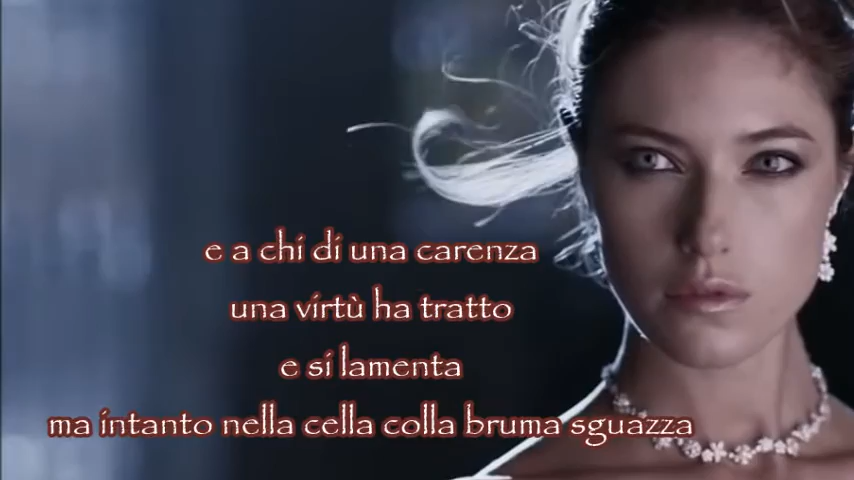 e a chi di una carenza
una virtù ha tratto
e si lamenta
ma intanto nella cella colla bruma sguazza